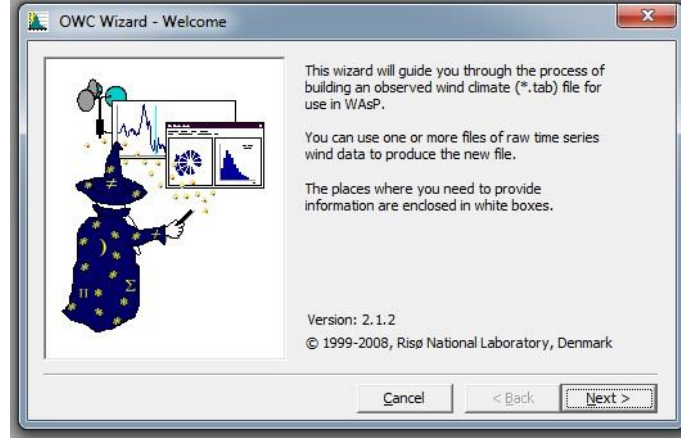 OWC Wizard - Welcome
This wizard will guide you through the process of
building an observed wind climate (*.tab) file for
use in WAsP.
You can use one or more files of raw time series
wind data to produce the new file.
The places where you need to provide
information are enclosed in white boxes.
Version: 2.1.2
© 1999-2008, Risø National Laboratory, Denmark
Cancel < Back Next >